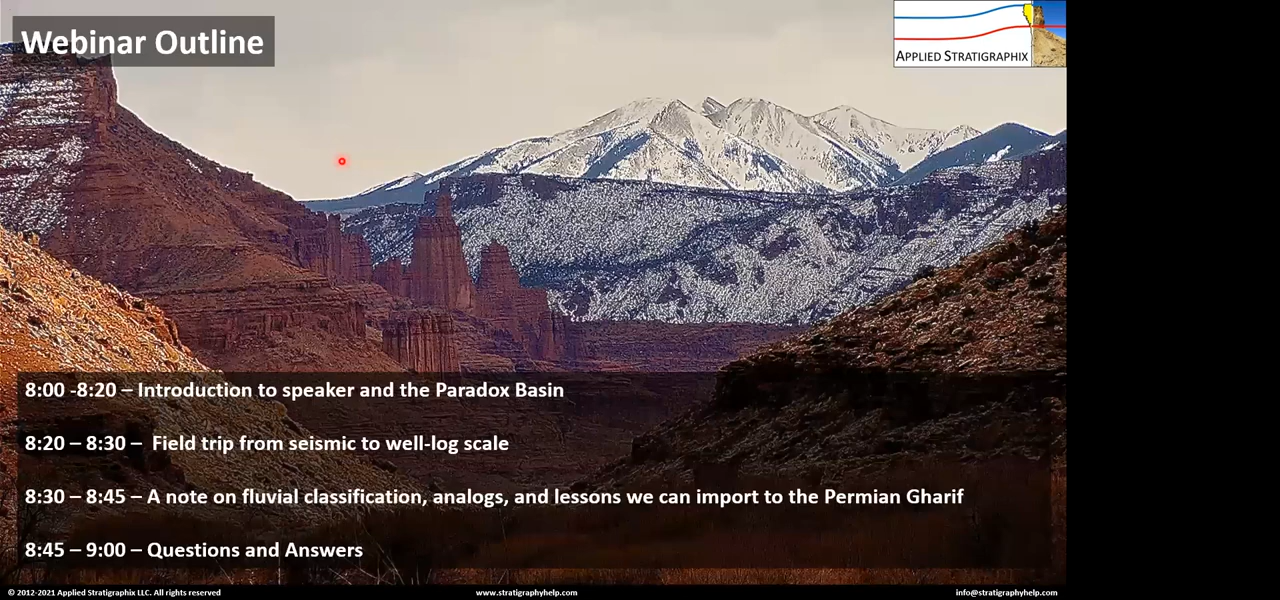 Webinar Outline
APPLIED STRATIGRAPHIX
8:00 -8:20 – Introduction to speaker and the Paradox Basin
8:20 – 8:30 –  Field trip from seismic to well-log scale
8:30 – 8:45 – A note on fluvial classification, analogs, and lessons we can import to the Permian Gharif
8:45 – 9:00 – Questions and Answers
© 2012-2021 Applied Stratigraphix LLC. All rights reserved
www.stratigraphyhelp.com
info@stratigraphyhelp.com